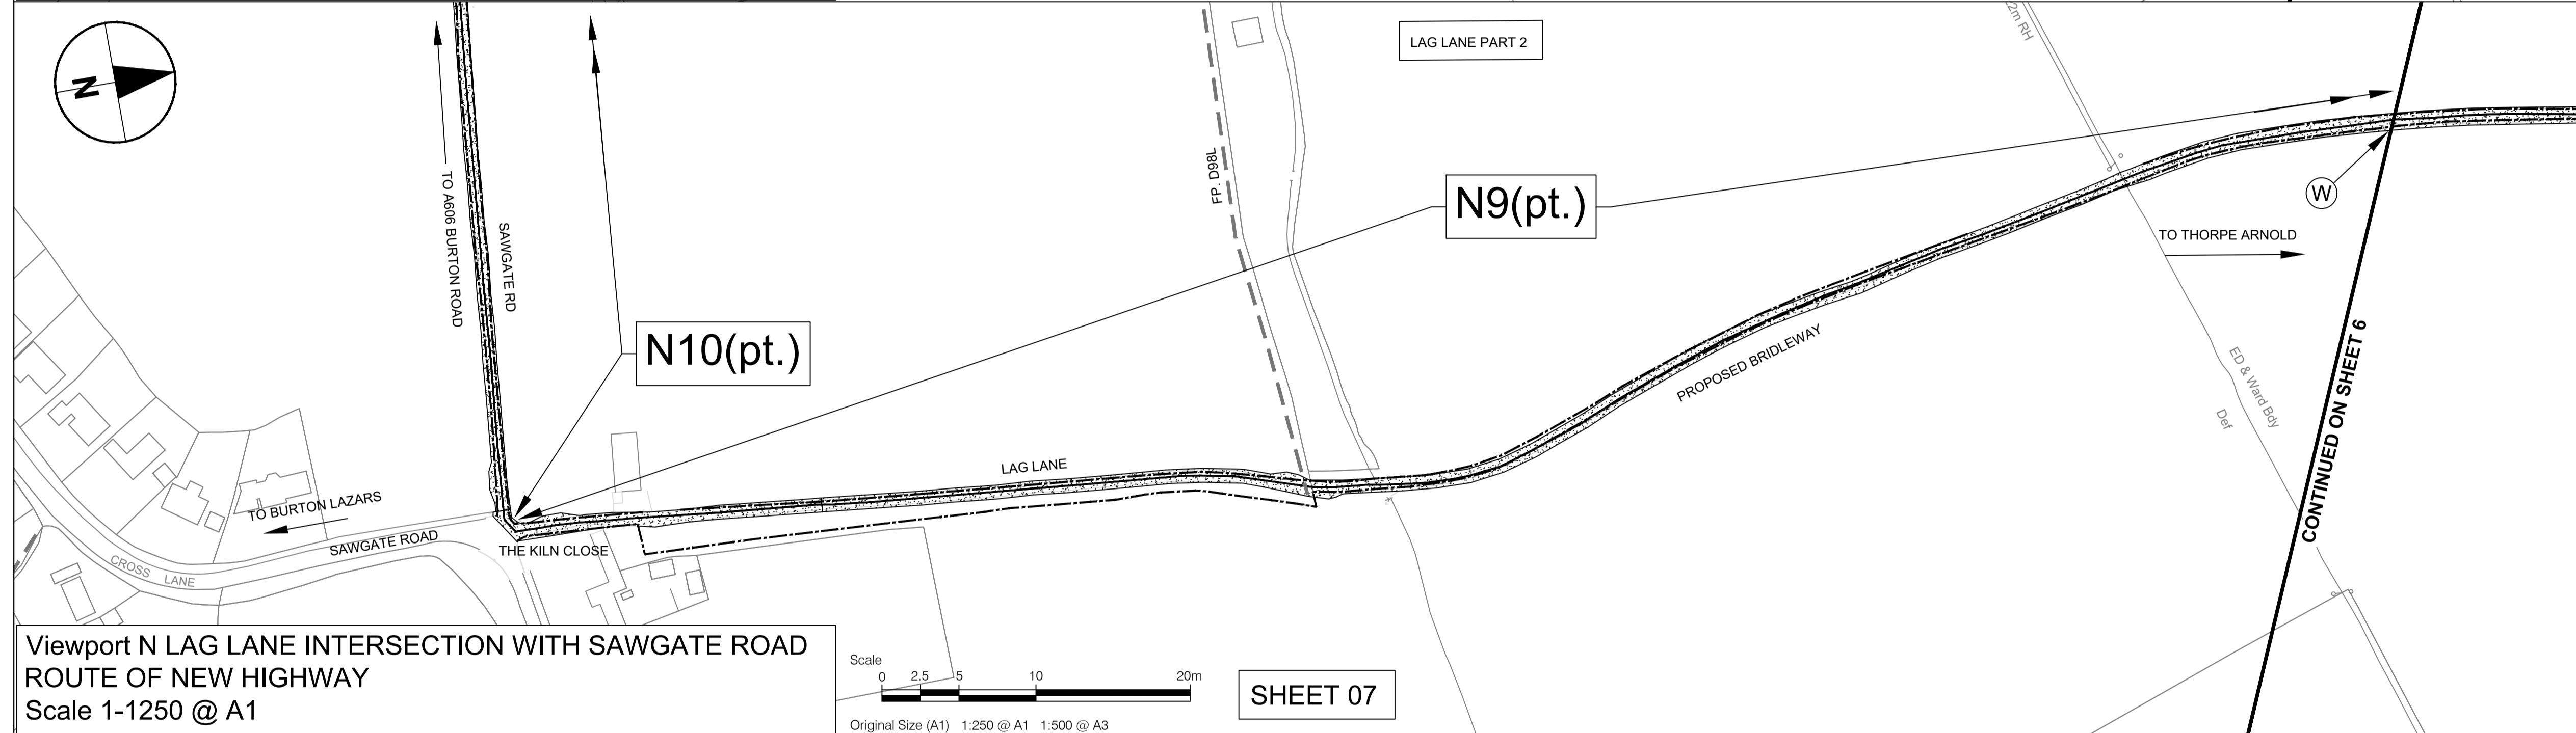 N
LAG LANE PART 2
2m RH
TO A606 BURTON ROAD
SAWGATE RD
FP. D98L
N9(pt.)
W
TO THORPE ARNOLD
N10(pt.)
PROPOSED BRIDLEWAY
ED & Ward Bdy
Def
CONTINUED ON SHEET 6
LAG LANE
TO BURTON LAZARS
SAWGATE ROAD
THE KILN CLOSE
CROSS LANE
Viewport N LAG LANE INTERSECTION WITH SAWGATE ROAD
ROUTE OF NEW HIGHWAY
Scale 1-1250 @ A1
Scale
0 2.5 5 10 20m
Original Size (A1) 1:250 @ A1 1:500 @ A3
SHEET 07